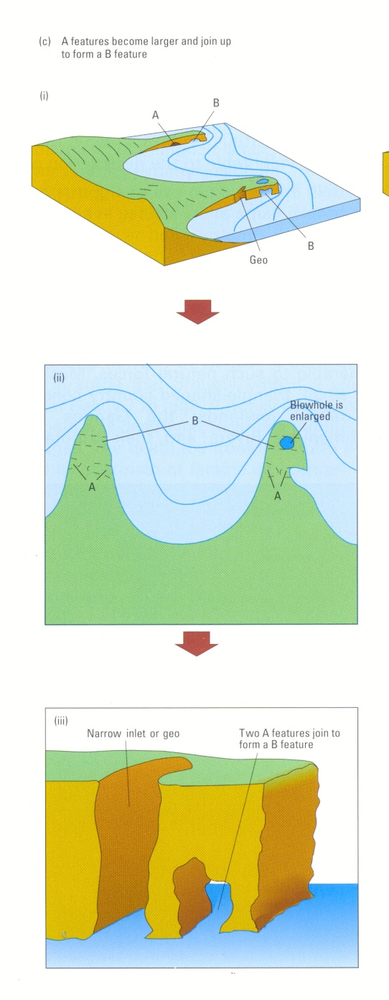 (c) A features become larger and join up
to form a B feature
(i)
A
B
B
Geo
(ii)
B
Blowhole is
enlarged
A
A
(iii)
Narrow inlet or geo
Two A features join to
form a B feature